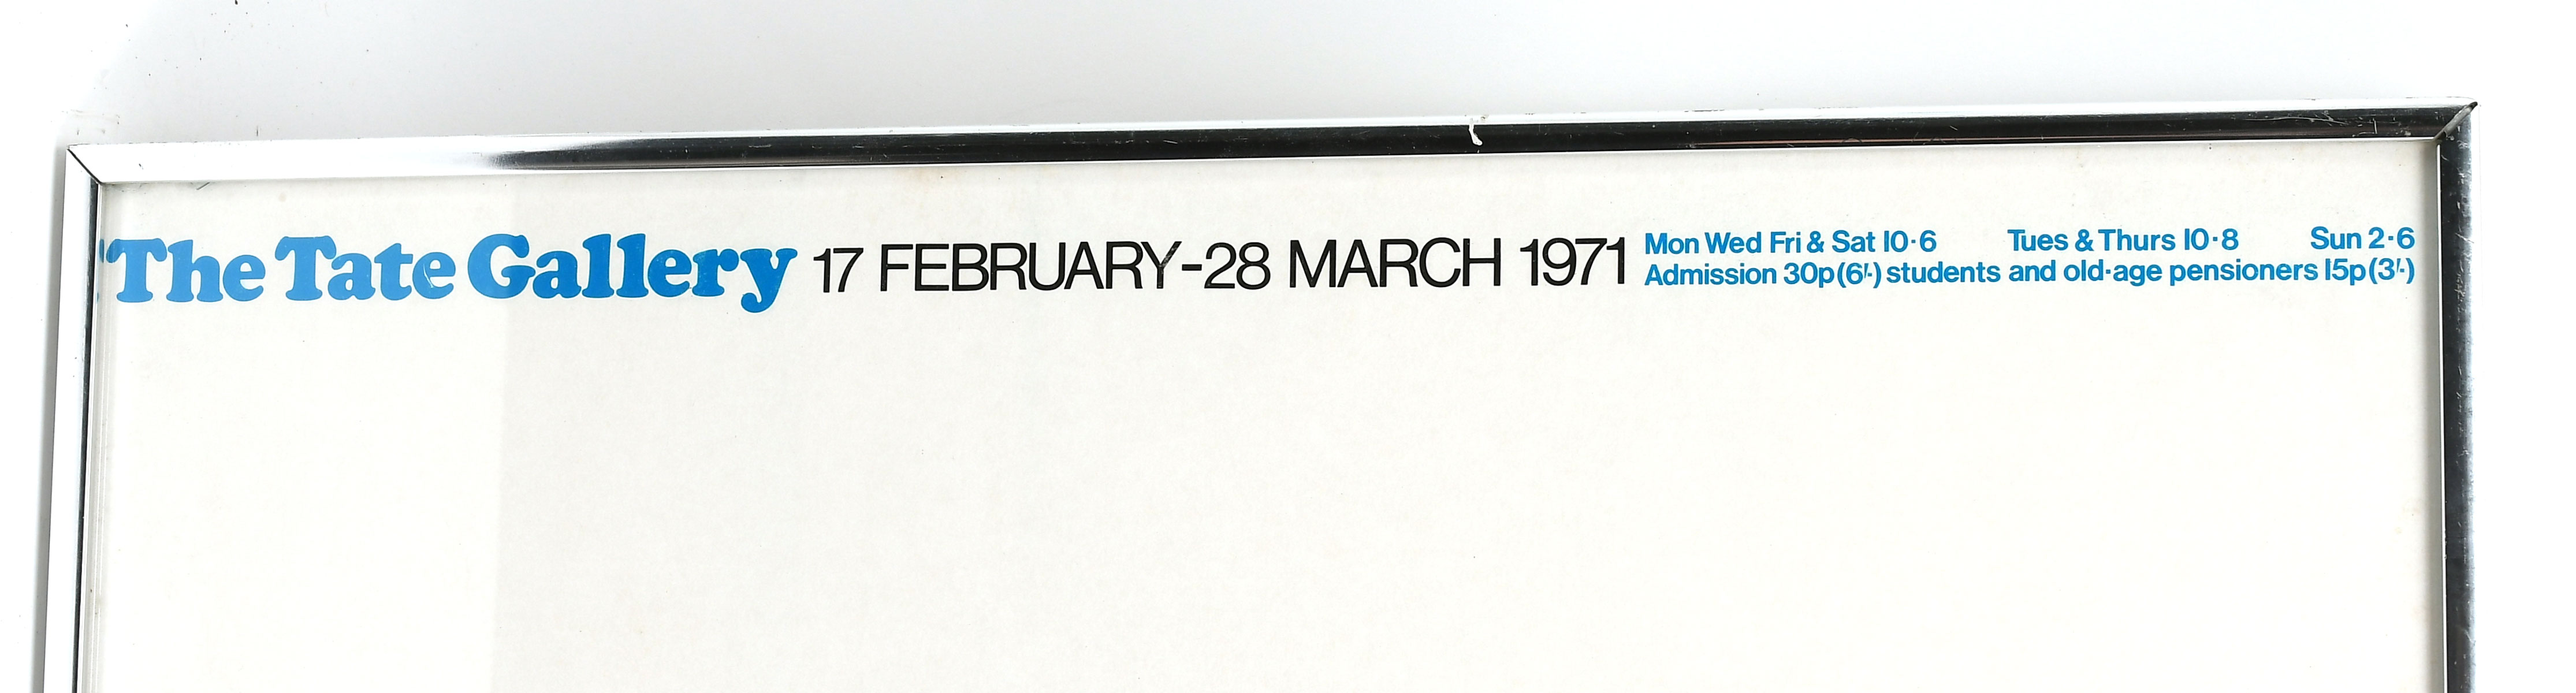 The Tate Gallery 17 FEBRUARY-28 MARCH 1971
Mon Wed Fri & Sat 10·6 Tues & Thurs 10·8 Sun 2·6
Admission 30p (6/-) students and old·age pensioners 15p (3/-)